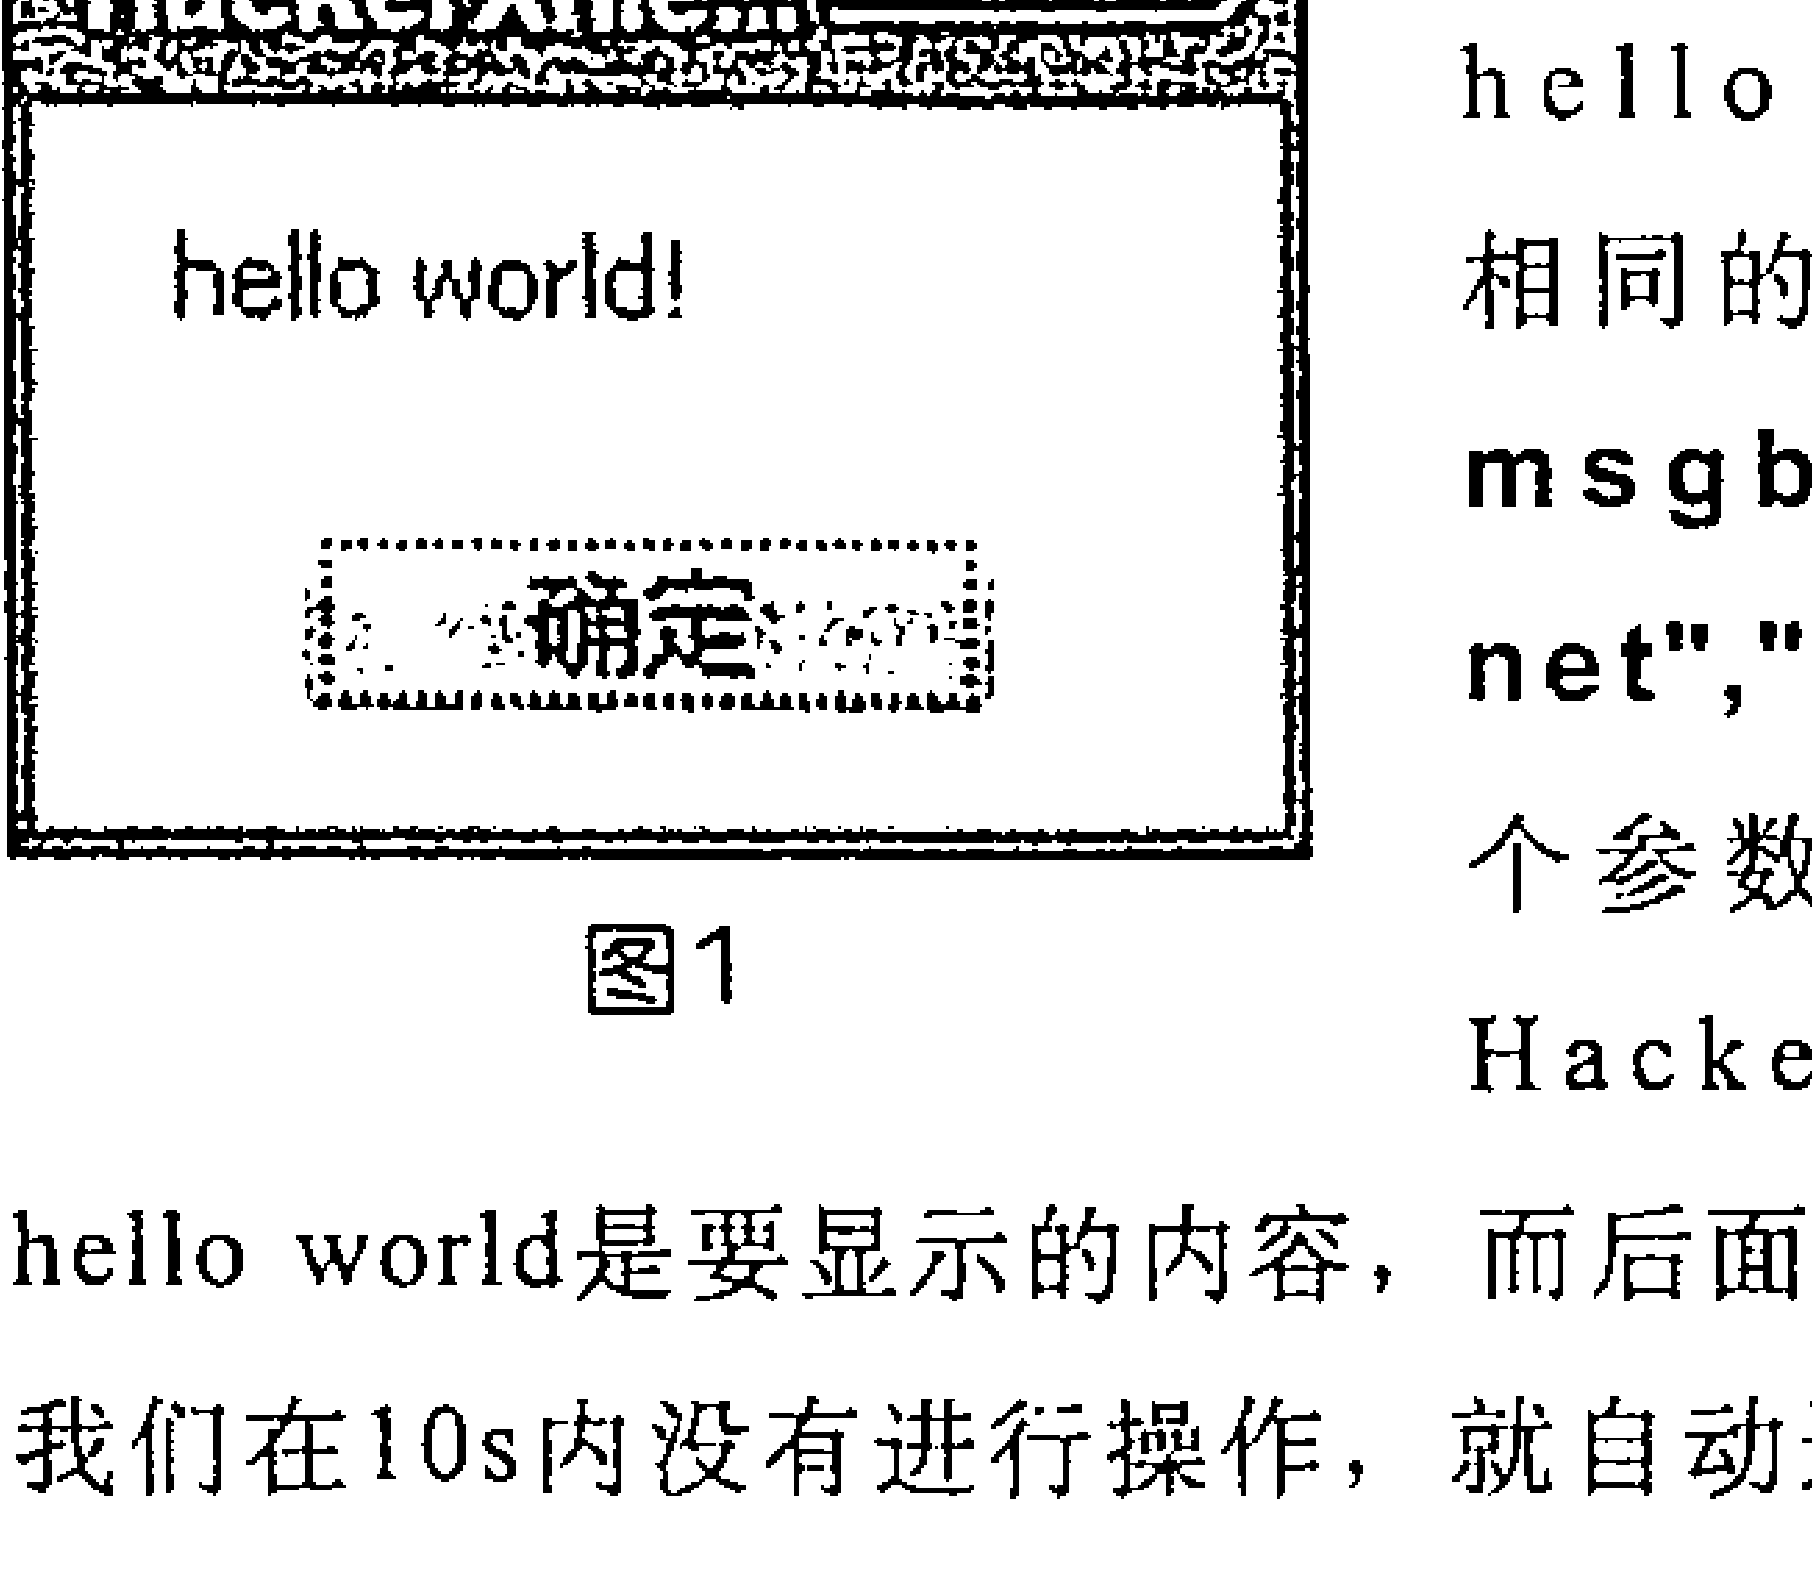 HackerXfile...
hello world!
确定
图1
hello
相同的
msgb
net","
个参数
Hacke
hello world是要显示的内容，而后面
我们在10s内没有进行操作，就自动